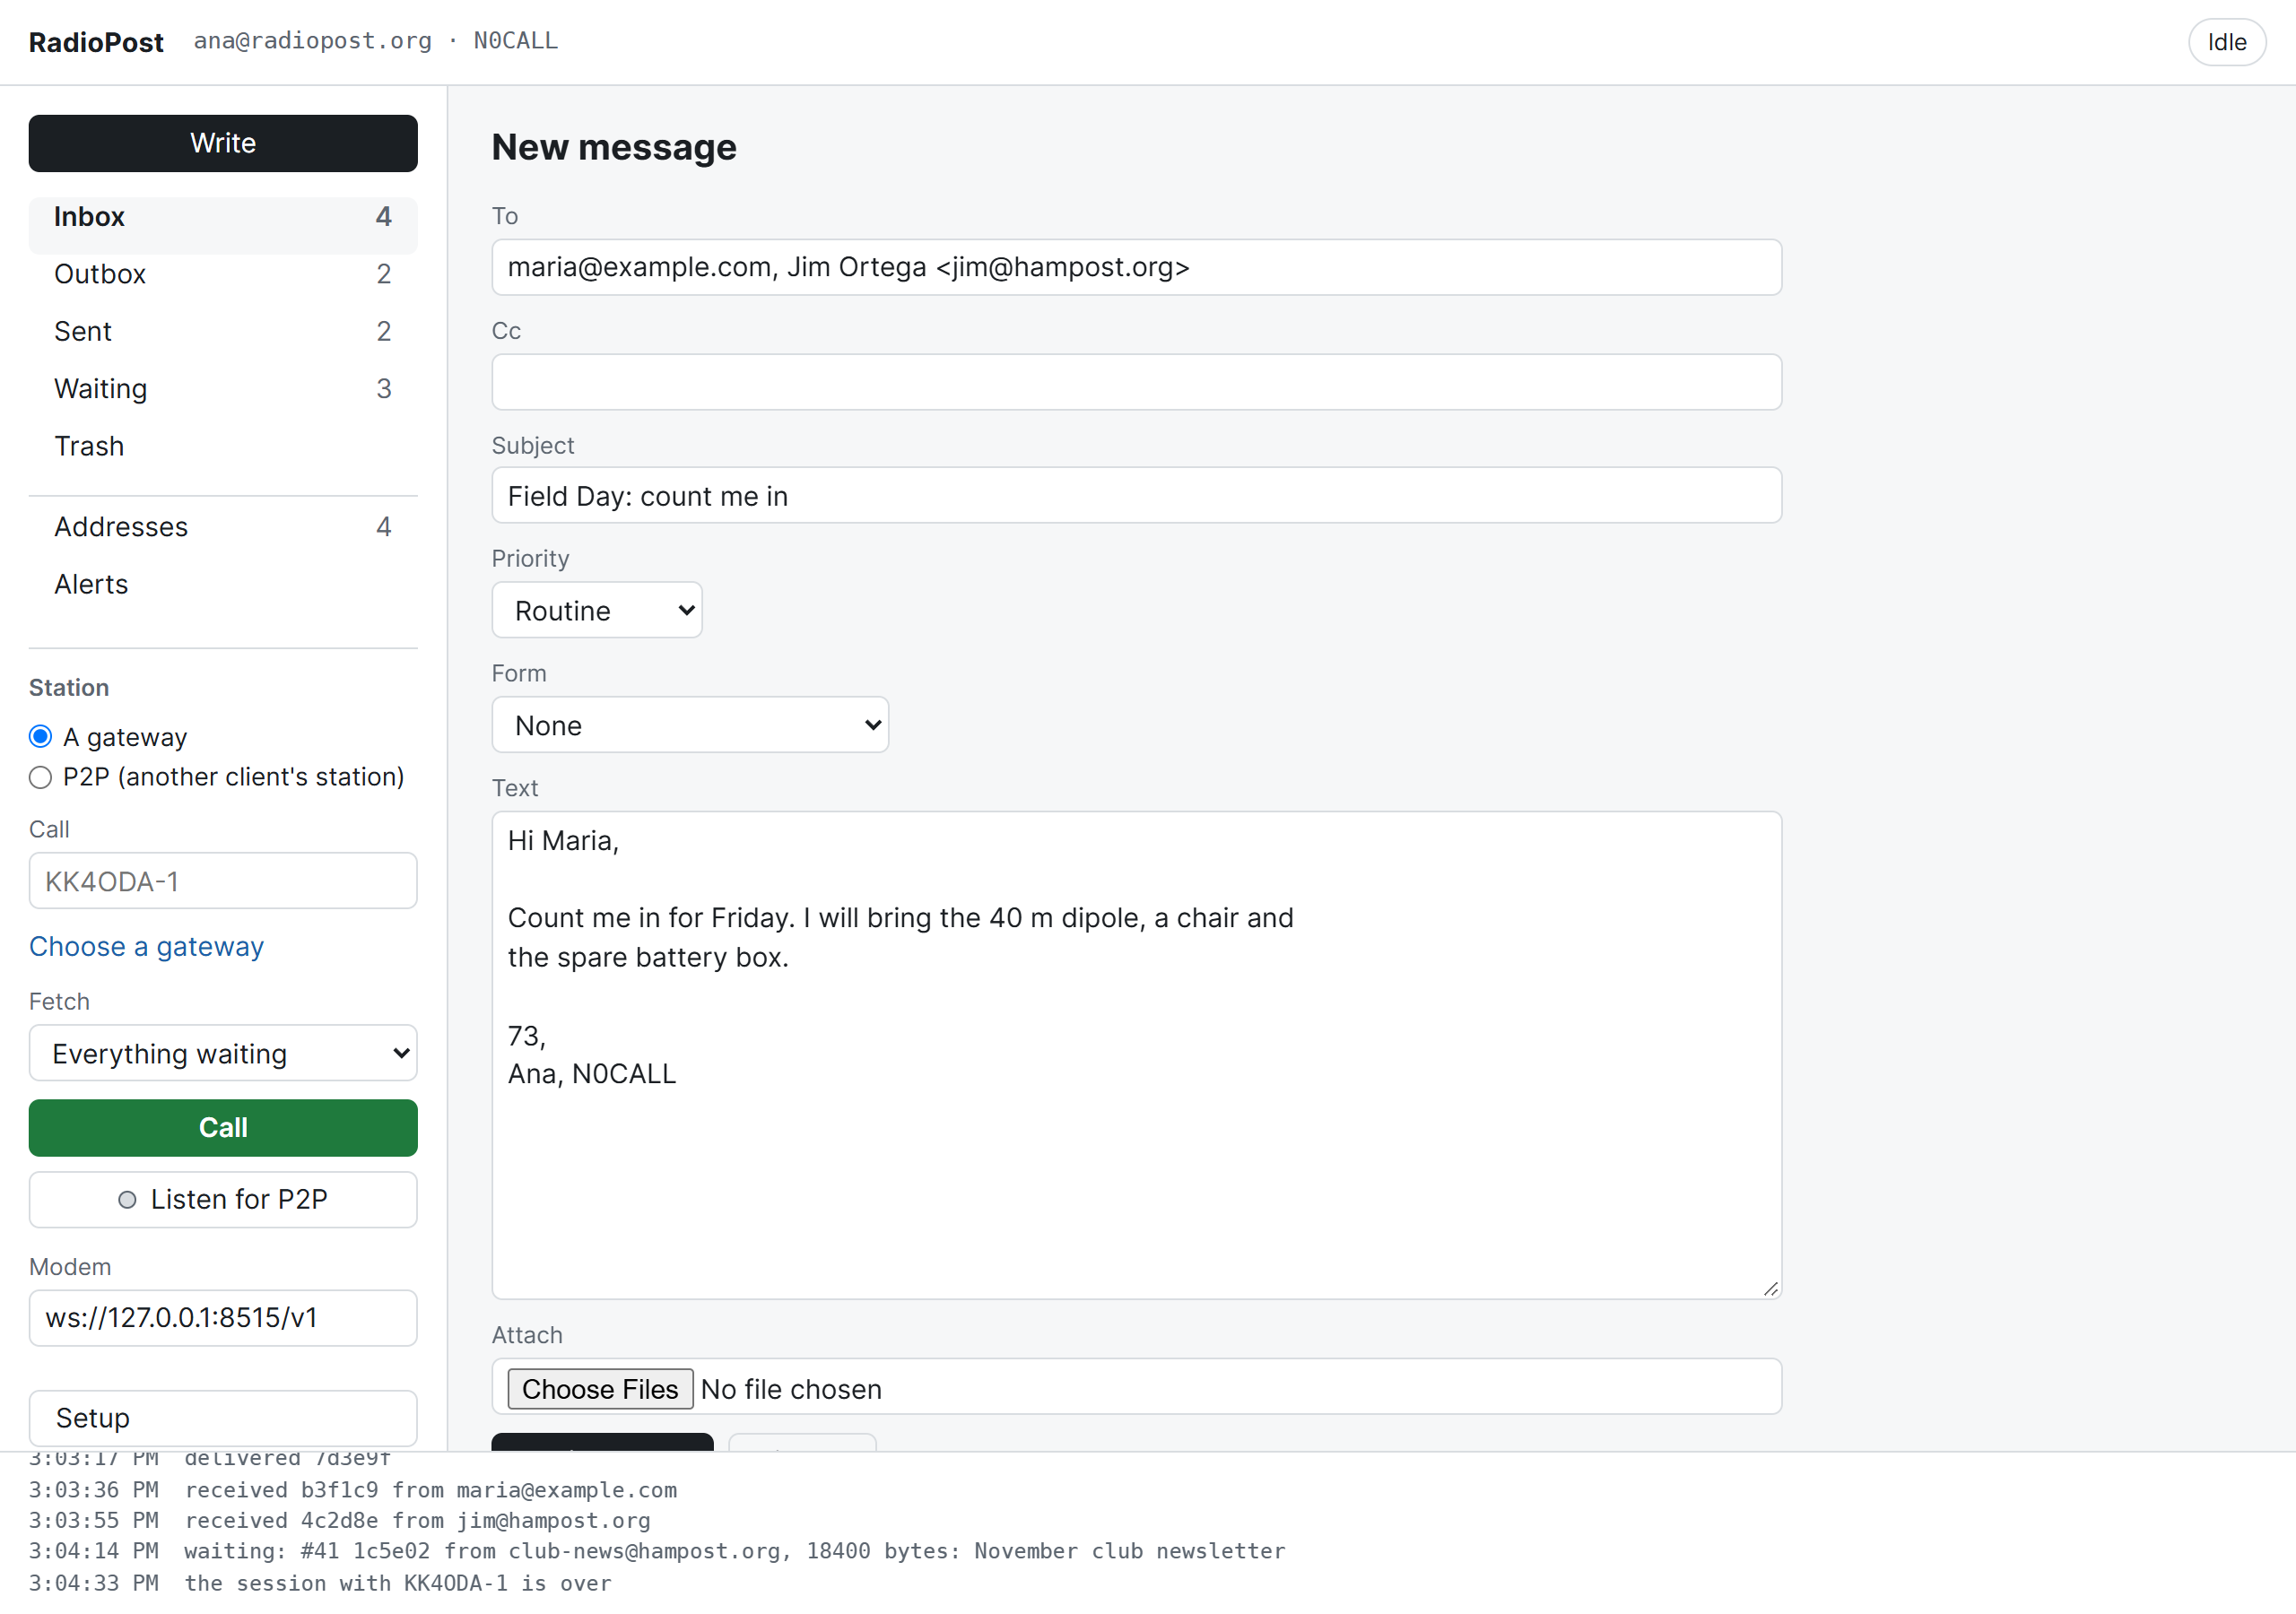 RadioPost ana@radiopost.org · N0CALL Idle
Write
Inbox 4
Outbox 2
Sent 2
Waiting 3
Trash
Addresses 4
Alerts
Station
A gateway
P2P (another client's station)
Call
KK4ODA-1
Choose a gateway
Fetch
Everything waiting
Call
Listen for P2P
Modem
ws://127.0.0.1:8515/v1
Setup
New message
To
maria@example.com, Jim Ortega <jim@hampost.org>
Cc
Subject
Field Day: count me in
Priority
Routine
Form
None
Text
Hi Maria,
Count me in for Friday. I will bring the 40 m dipole, a chair and
the spare battery box.
73,
Ana, N0CALL
Attach
Choose Files No file chosen
3:03:17 PM delivered 7d3e9f
3:03:36 PM received b3f1c9 from maria@example.com
3:03:55 PM received 4c2d8e from jim@hampost.org
3:04:14 PM waiting: #41 1c5e02 from club-news@hampost.org, 18400 bytes: November club newsletter
3:04:33 PM the session with KK4ODA-1 is over